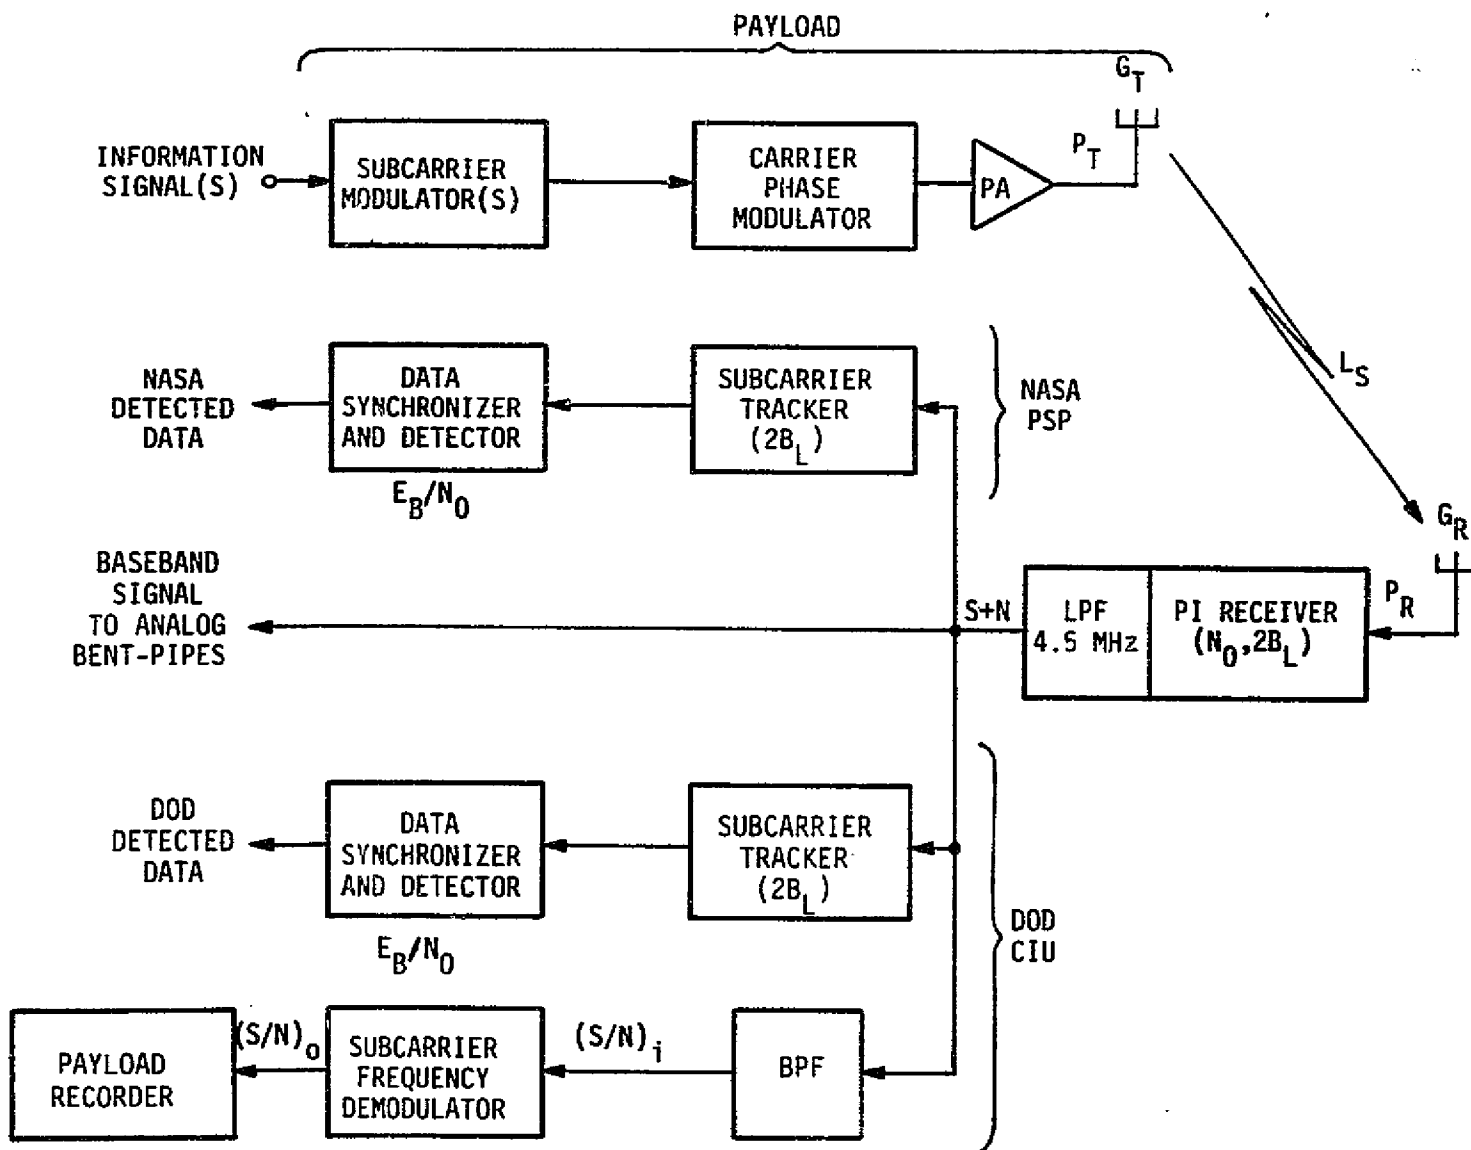 PAYLOAD
G_T
INFORMATION
SIGNAL(S)
SUBCARRIER
MODULATOR(S)
CARRIER
PHASE
MODULATOR
PA
P_T
L_S
NASA
DETECTED
DATA
DATA
SYNCHRONIZER
AND DETECTOR
E_B/N_0
SUBCARRIER
TRACKER
(2B_L)
NASA
PSP
G_R
P_R
PI RECEIVER
(N_0,2B_L)
LPF
4.5 MHz
S+N
BASEBAND
SIGNAL
TO ANALOG
BENT-PIPES
DOD
DETECTED
DATA
DATA
SYNCHRONIZER
AND DETECTOR
E_B/N_0
SUBCARRIER
TRACKER
(2B_L)
DOD
CIU
PAYLOAD
RECORDER
(S/N)_o
SUBCARRIER
FREQUENCY
DEMODULATOR
(S/N)_i
BPF